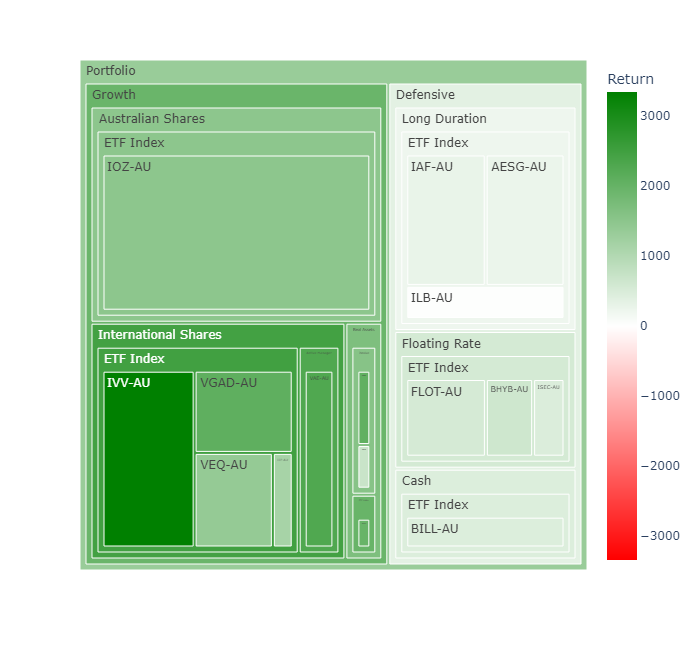 Portfolio
Return
Growth
Defensive
Australian Shares
Long Duration
ETF Index
ETF Index
IOZ-AU
IAF-AU
AESG-AU
ILB-AU
International Shares
ETF Index
IVV-AU
VGAD-AU
VEQ-AU
Floating Rate
ETF Index
FLOT-AU
BHYB-AU
ISEC-AU
Cash
ETF Index
BILL-AU
3000
2000
1000
0
−1000
−2000
−3000